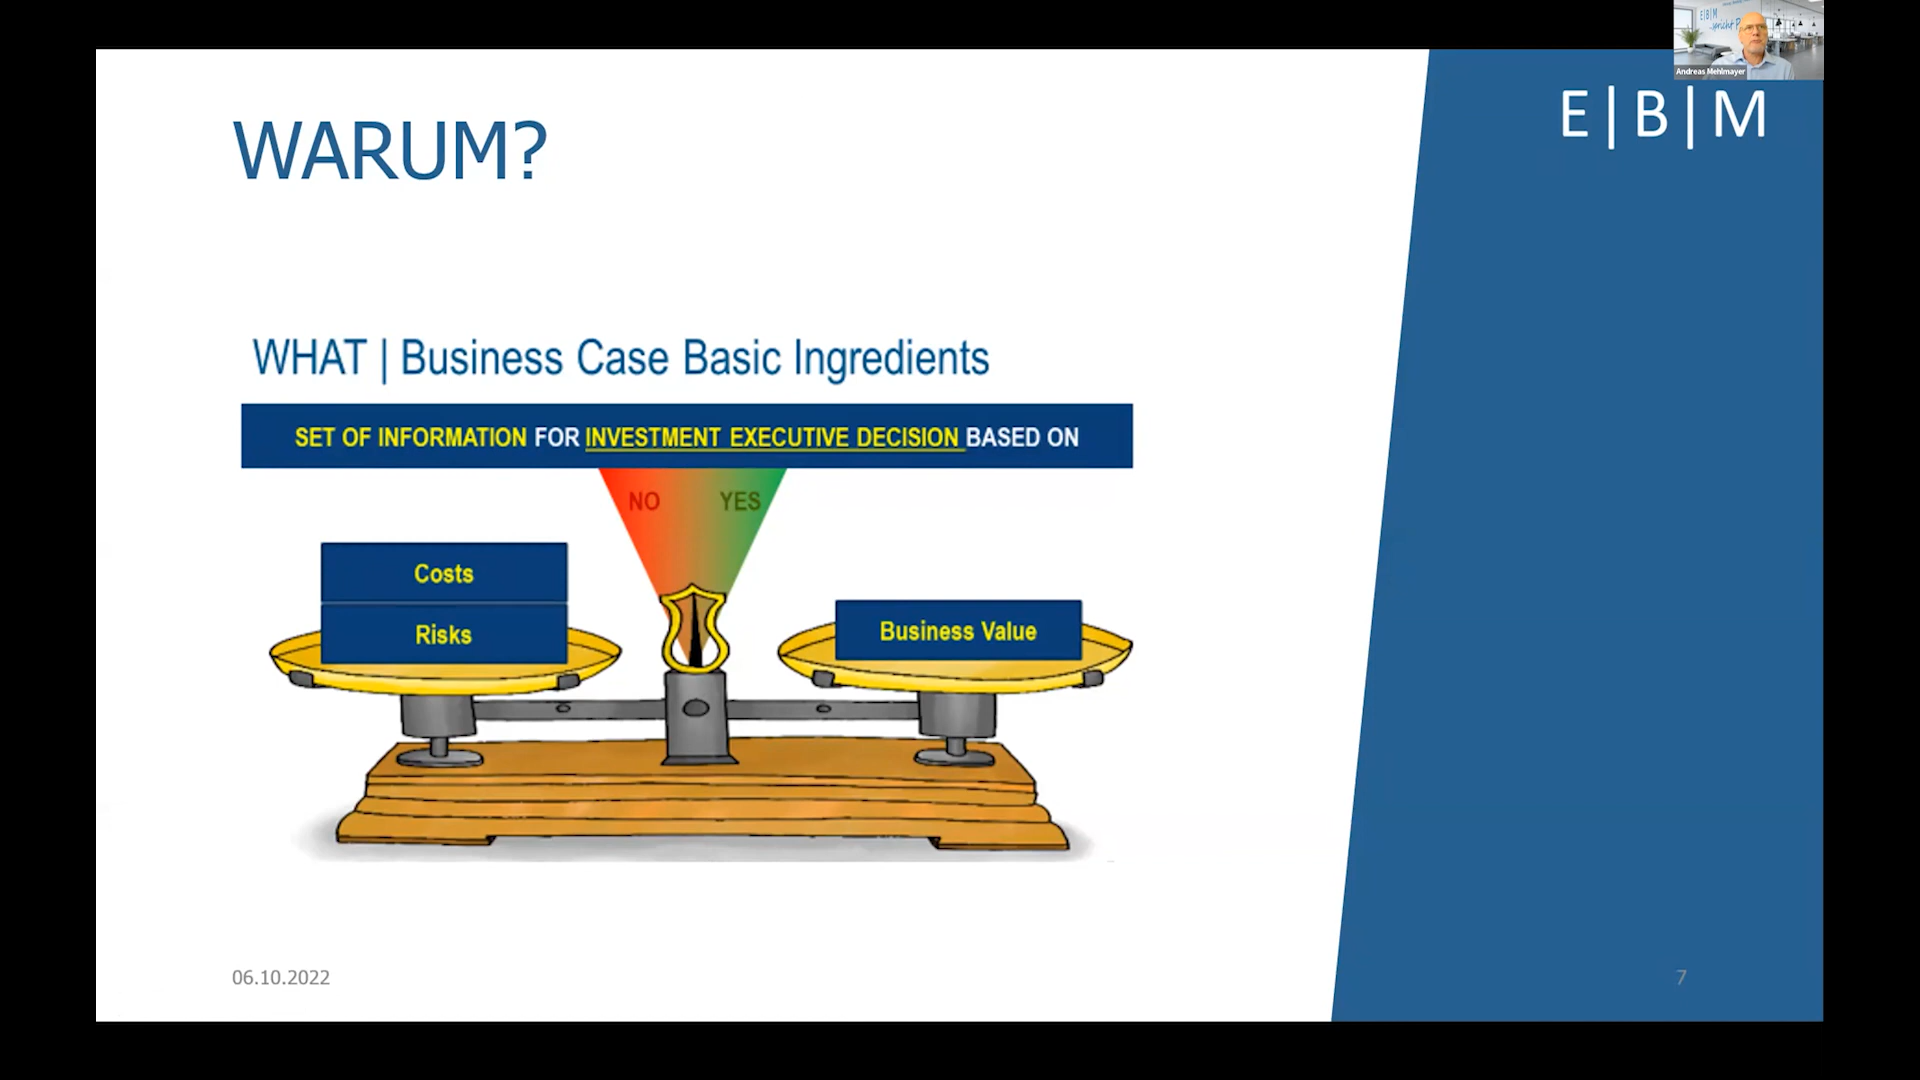 E|B|M
Andreas Mehlmayer
E|B|M
WARUM?
WHAT | Business Case Basic Ingredients
SET OF INFORMATION FOR INVESTMENT EXECUTIVE DECISION BASED ON
NO YES
Costs
Risks
Business Value
06.10.2022
7